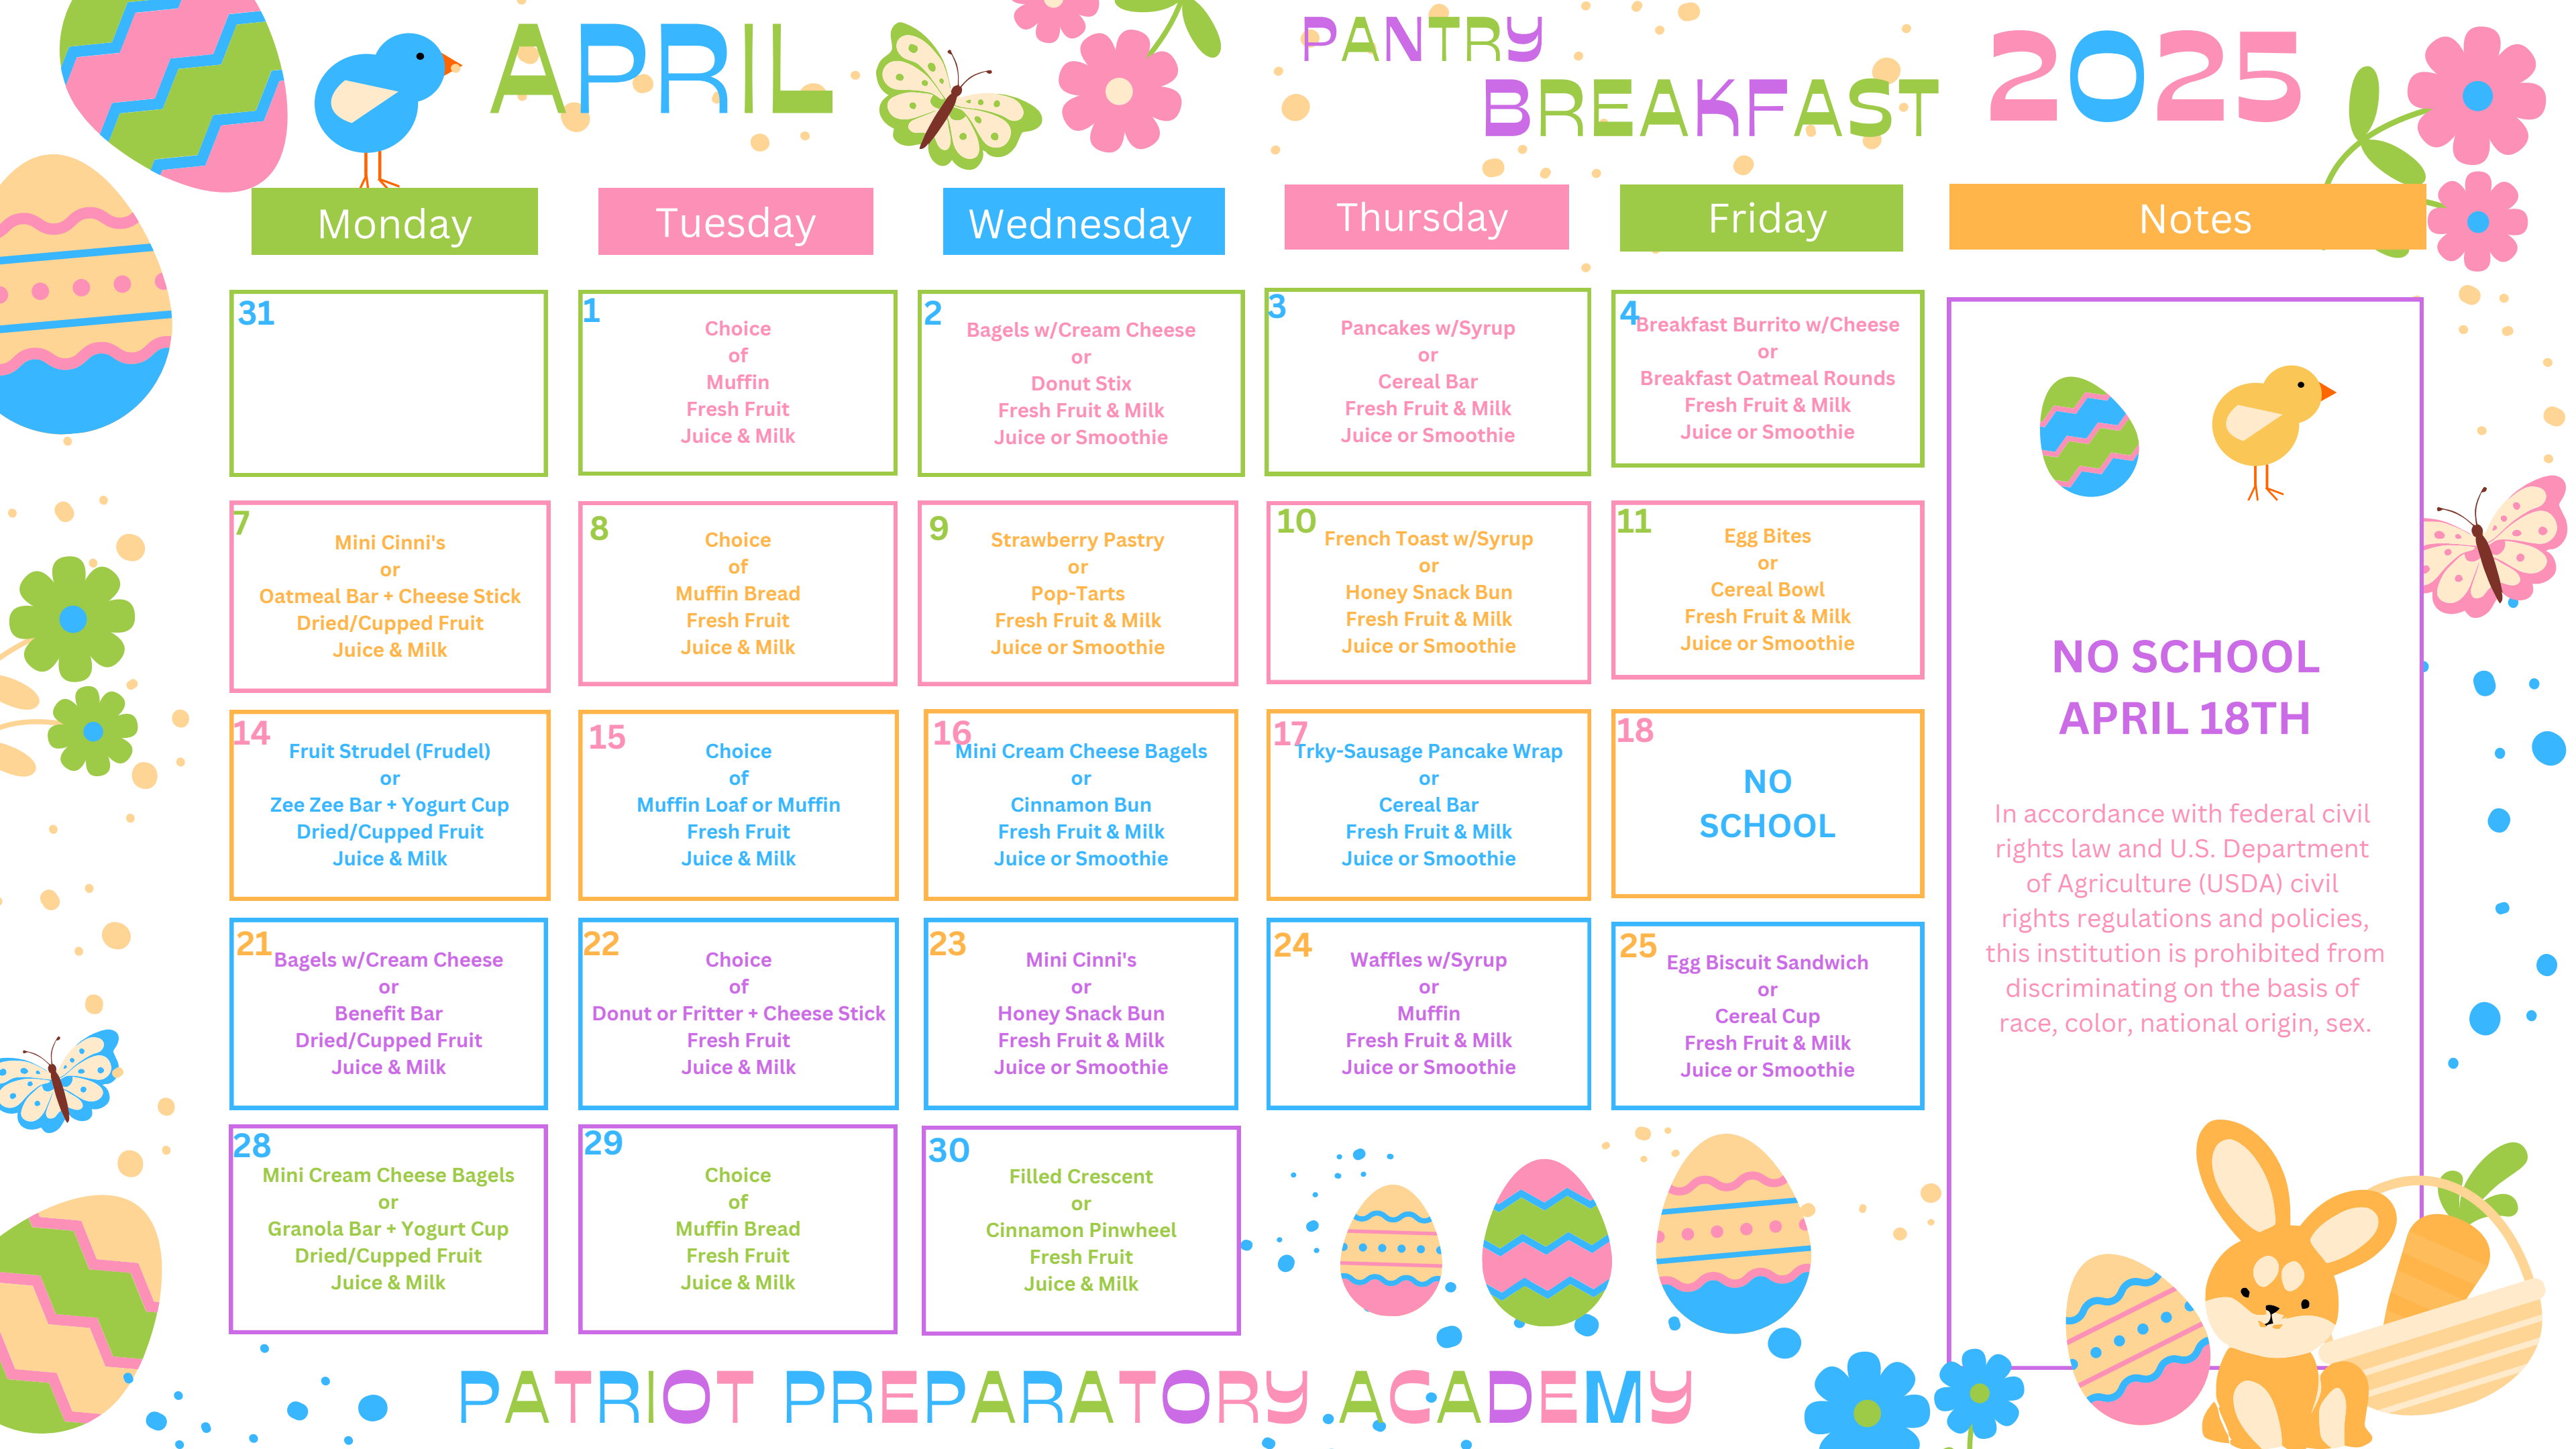 APRIL
PANTRY
BREAKFAST
2025
Monday
Tuesday
Wednesday
Thursday
Friday
Notes
31
1
Choice
of
Muffin
Fresh Fruit
Juice & Milk
2
Bagels w/Cream Cheese
or
Donut Stix
Fresh Fruit & Milk
Juice or Smoothie
3
Pancakes w/Syrup
or
Cereal Bar
Fresh Fruit & Milk
Juice or Smoothie
4
Breakfast Burrito w/Cheese
or
Breakfast Oatmeal Rounds
Fresh Fruit & Milk
Juice or Smoothie
7
Mini Cinni's
or
Oatmeal Bar + Cheese Stick
Dried/Cupped Fruit
Juice & Milk
8
Choice
of
Muffin Bread
Fresh Fruit
Juice & Milk
9
Strawberry Pastry
or
Pop-Tarts
Fresh Fruit & Milk
Juice or Smoothie
10
French Toast w/Syrup
or
Honey Snack Bun
Fresh Fruit & Milk
Juice or Smoothie
11
Egg Bites
or
Cereal Bowl
Fresh Fruit & Milk
Juice or Smoothie
14
Fruit Strudel (Frudel)
or
Zee Zee Bar + Yogurt Cup
Dried/Cupped Fruit
Juice & Milk
15
Choice
of
Muffin Loaf or Muffin
Fresh Fruit
Juice & Milk
16
Mini Cream Cheese Bagels
or
Cinnamon Bun
Fresh Fruit & Milk
Juice or Smoothie
17
Trky-Sausage Pancake Wrap
or
Cereal Bar
Fresh Fruit & Milk
Juice or Smoothie
18
NO
SCHOOL
21
Bagels w/Cream Cheese
or
Benefit Bar
Dried/Cupped Fruit
Juice & Milk
22
Choice
of
Donut or Fritter + Cheese Stick
Fresh Fruit
Juice & Milk
23
Mini Cinni's
or
Honey Snack Bun
Fresh Fruit & Milk
Juice or Smoothie
24
Waffles w/Syrup
or
Muffin
Fresh Fruit & Milk
Juice or Smoothie
25
Egg Biscuit Sandwich
or
Cereal Cup
Fresh Fruit & Milk
Juice or Smoothie
28
Mini Cream Cheese Bagels
or
Granola Bar + Yogurt Cup
Dried/Cupped Fruit
Juice & Milk
29
Choice
of
Muffin Bread
Fresh Fruit
Juice & Milk
30
Filled Crescent
or
Cinnamon Pinwheel
Fresh Fruit
Juice & Milk
NO SCHOOL
APRIL 18TH
In accordance with federal civil
rights law and U.S. Department
of Agriculture (USDA) civil
rights regulations and policies,
this institution is prohibited from
discriminating on the basis of
race, color, national origin, sex.
PATRIOT PREPARATORY ACADEMY